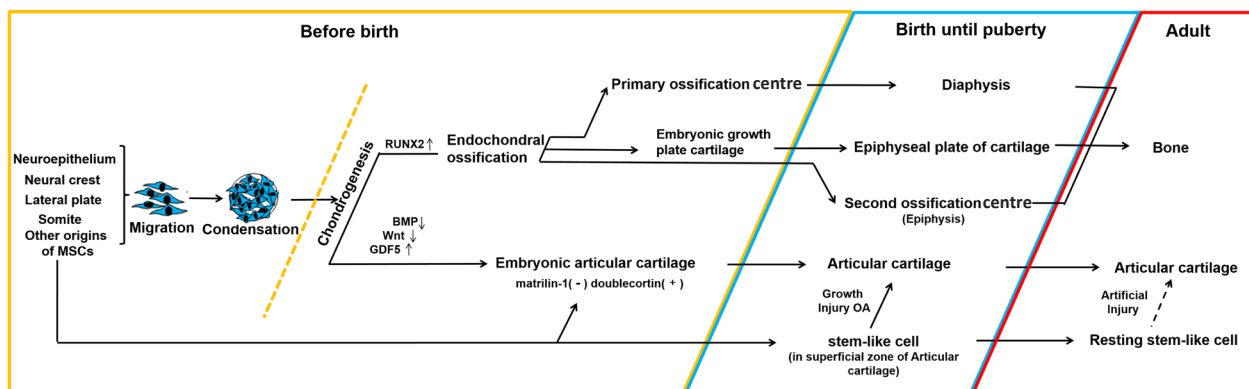 Before birth
Birth until puberty
Adult
Primary ossification centre
Diaphysis
RUNX2↑
Endochondral
ossification
Embryonic growth
plate cartilage
Epiphyseal plate of cartilage
Bone
Neuroepithelium
Neural crest
Lateral plate
Somite
Other origins
of MSCs
Migration
Condensation
Chondrogenesis
Second ossification centre
(Epiphysis)
BMP↓
Wnt↓
GDF5↑
Embryonic articular cartilage
matrilin-1(-) doublecortin(+)
Articular cartilage
Articular cartilage
Growth
Injury OA
Artificial
Injury
stem-like cell
(in superficial zone of Articular
cartilage)
Resting stem-like cell